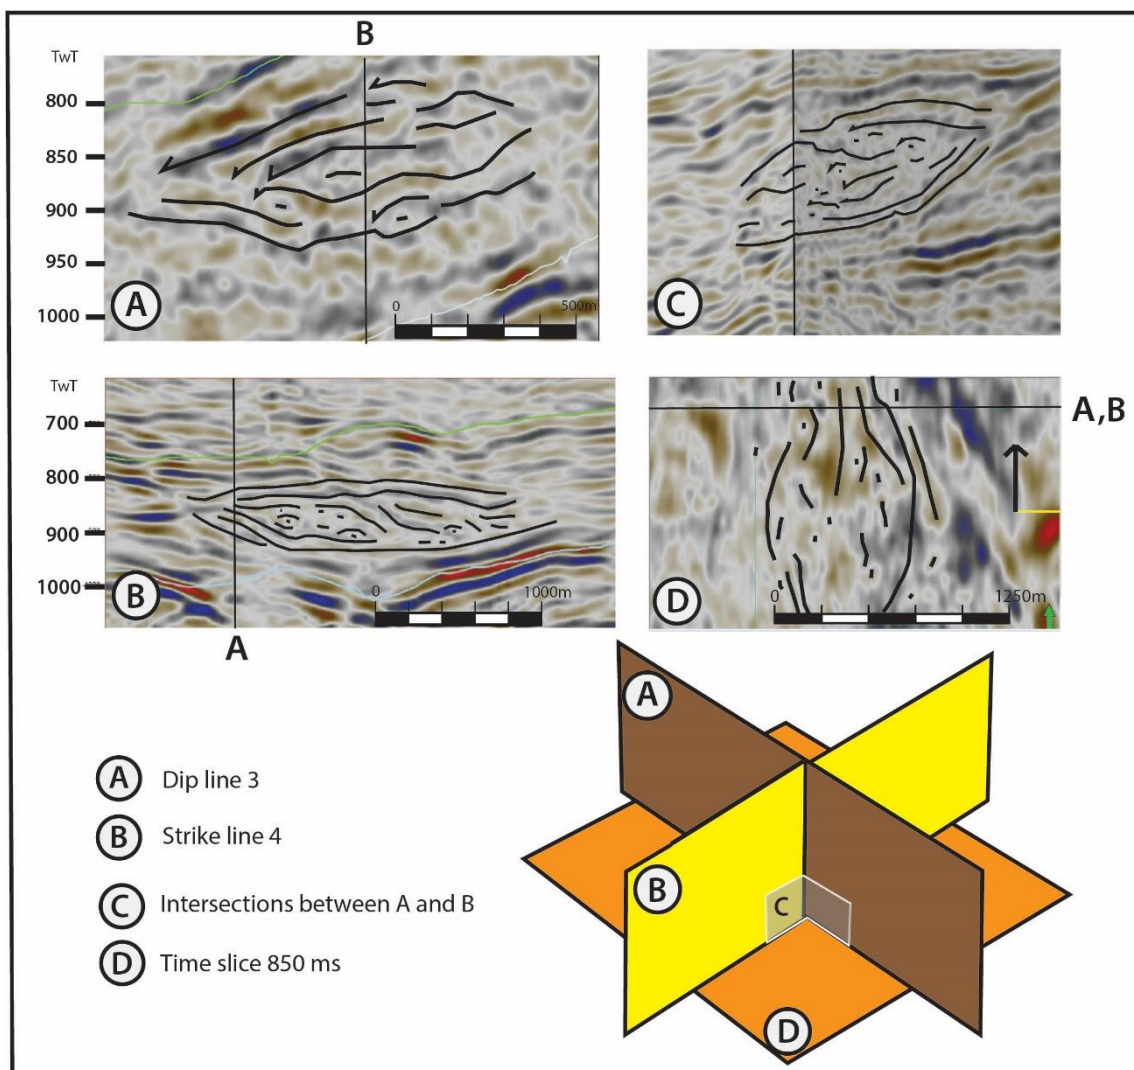 B
TwT
800
850
900
950
1000
A
0
500m
C
TwT
700
800
900
1000
B
0
1000m
A
A,B
D
0
1250m
A
B
C
D
A Dip line 3
B Strike line 4
C Intersections between A and B
D Time slice 850 ms